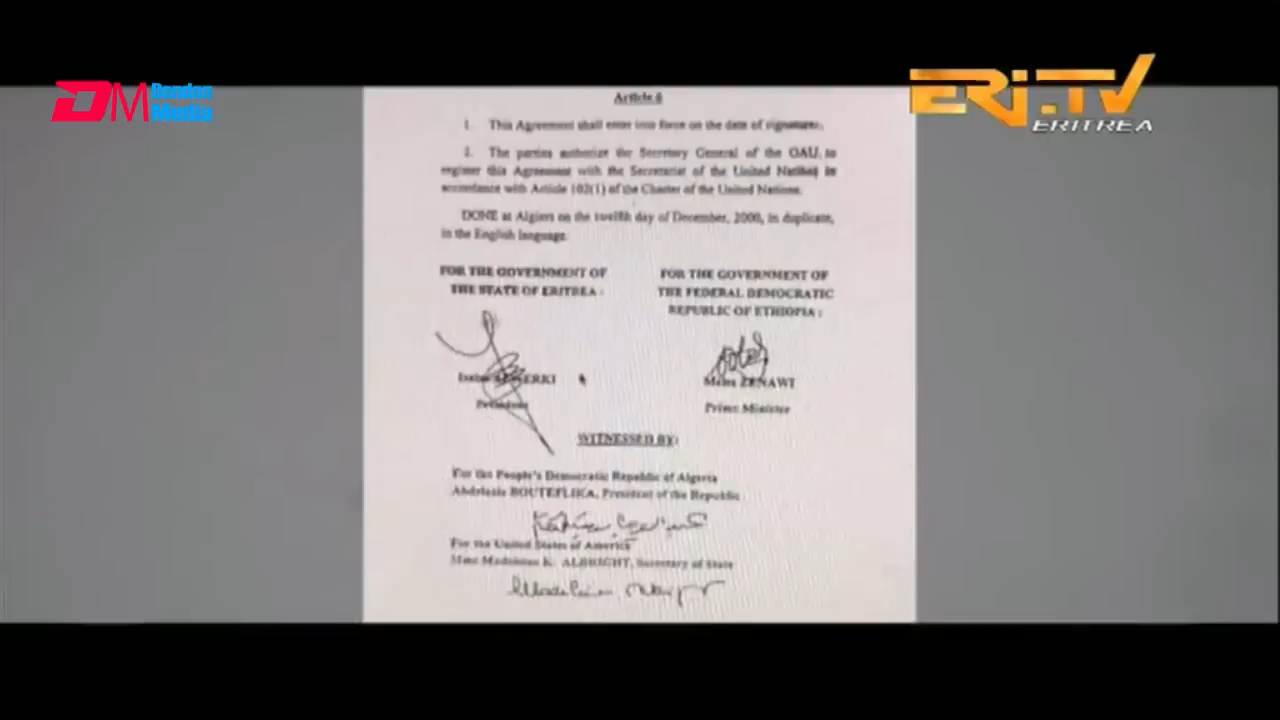 DM Dendan
Media
ERi.TV
ERITREA
Article 6
1. This Agreement shall enter into force on the date of signature.
2. The parties authorize the Secretary General of the OAU to
register this Agreement with the Secretariat of the United Nations in
accordance with Article 102(1) of the Charter of the United Nations.
DONE at Algiers on the twelfth day of December, 2000, in duplicate,
in the English language.
FOR THE GOVERNMENT OF
THE STATE OF ERITREA :
FOR THE GOVERNMENT OF
THE FEDERAL DEMOCRATIC
REPUBLIC OF ETHIOPIA :
President
Meles ZENAWI
Prime Minister
WITNESSED BY:
For the People's Democratic Republic of Algeria
Abdelaziz BOUTEFLIKA, President of the Republic
For the United States of America
K. ALBRIGHT, Secretary of State